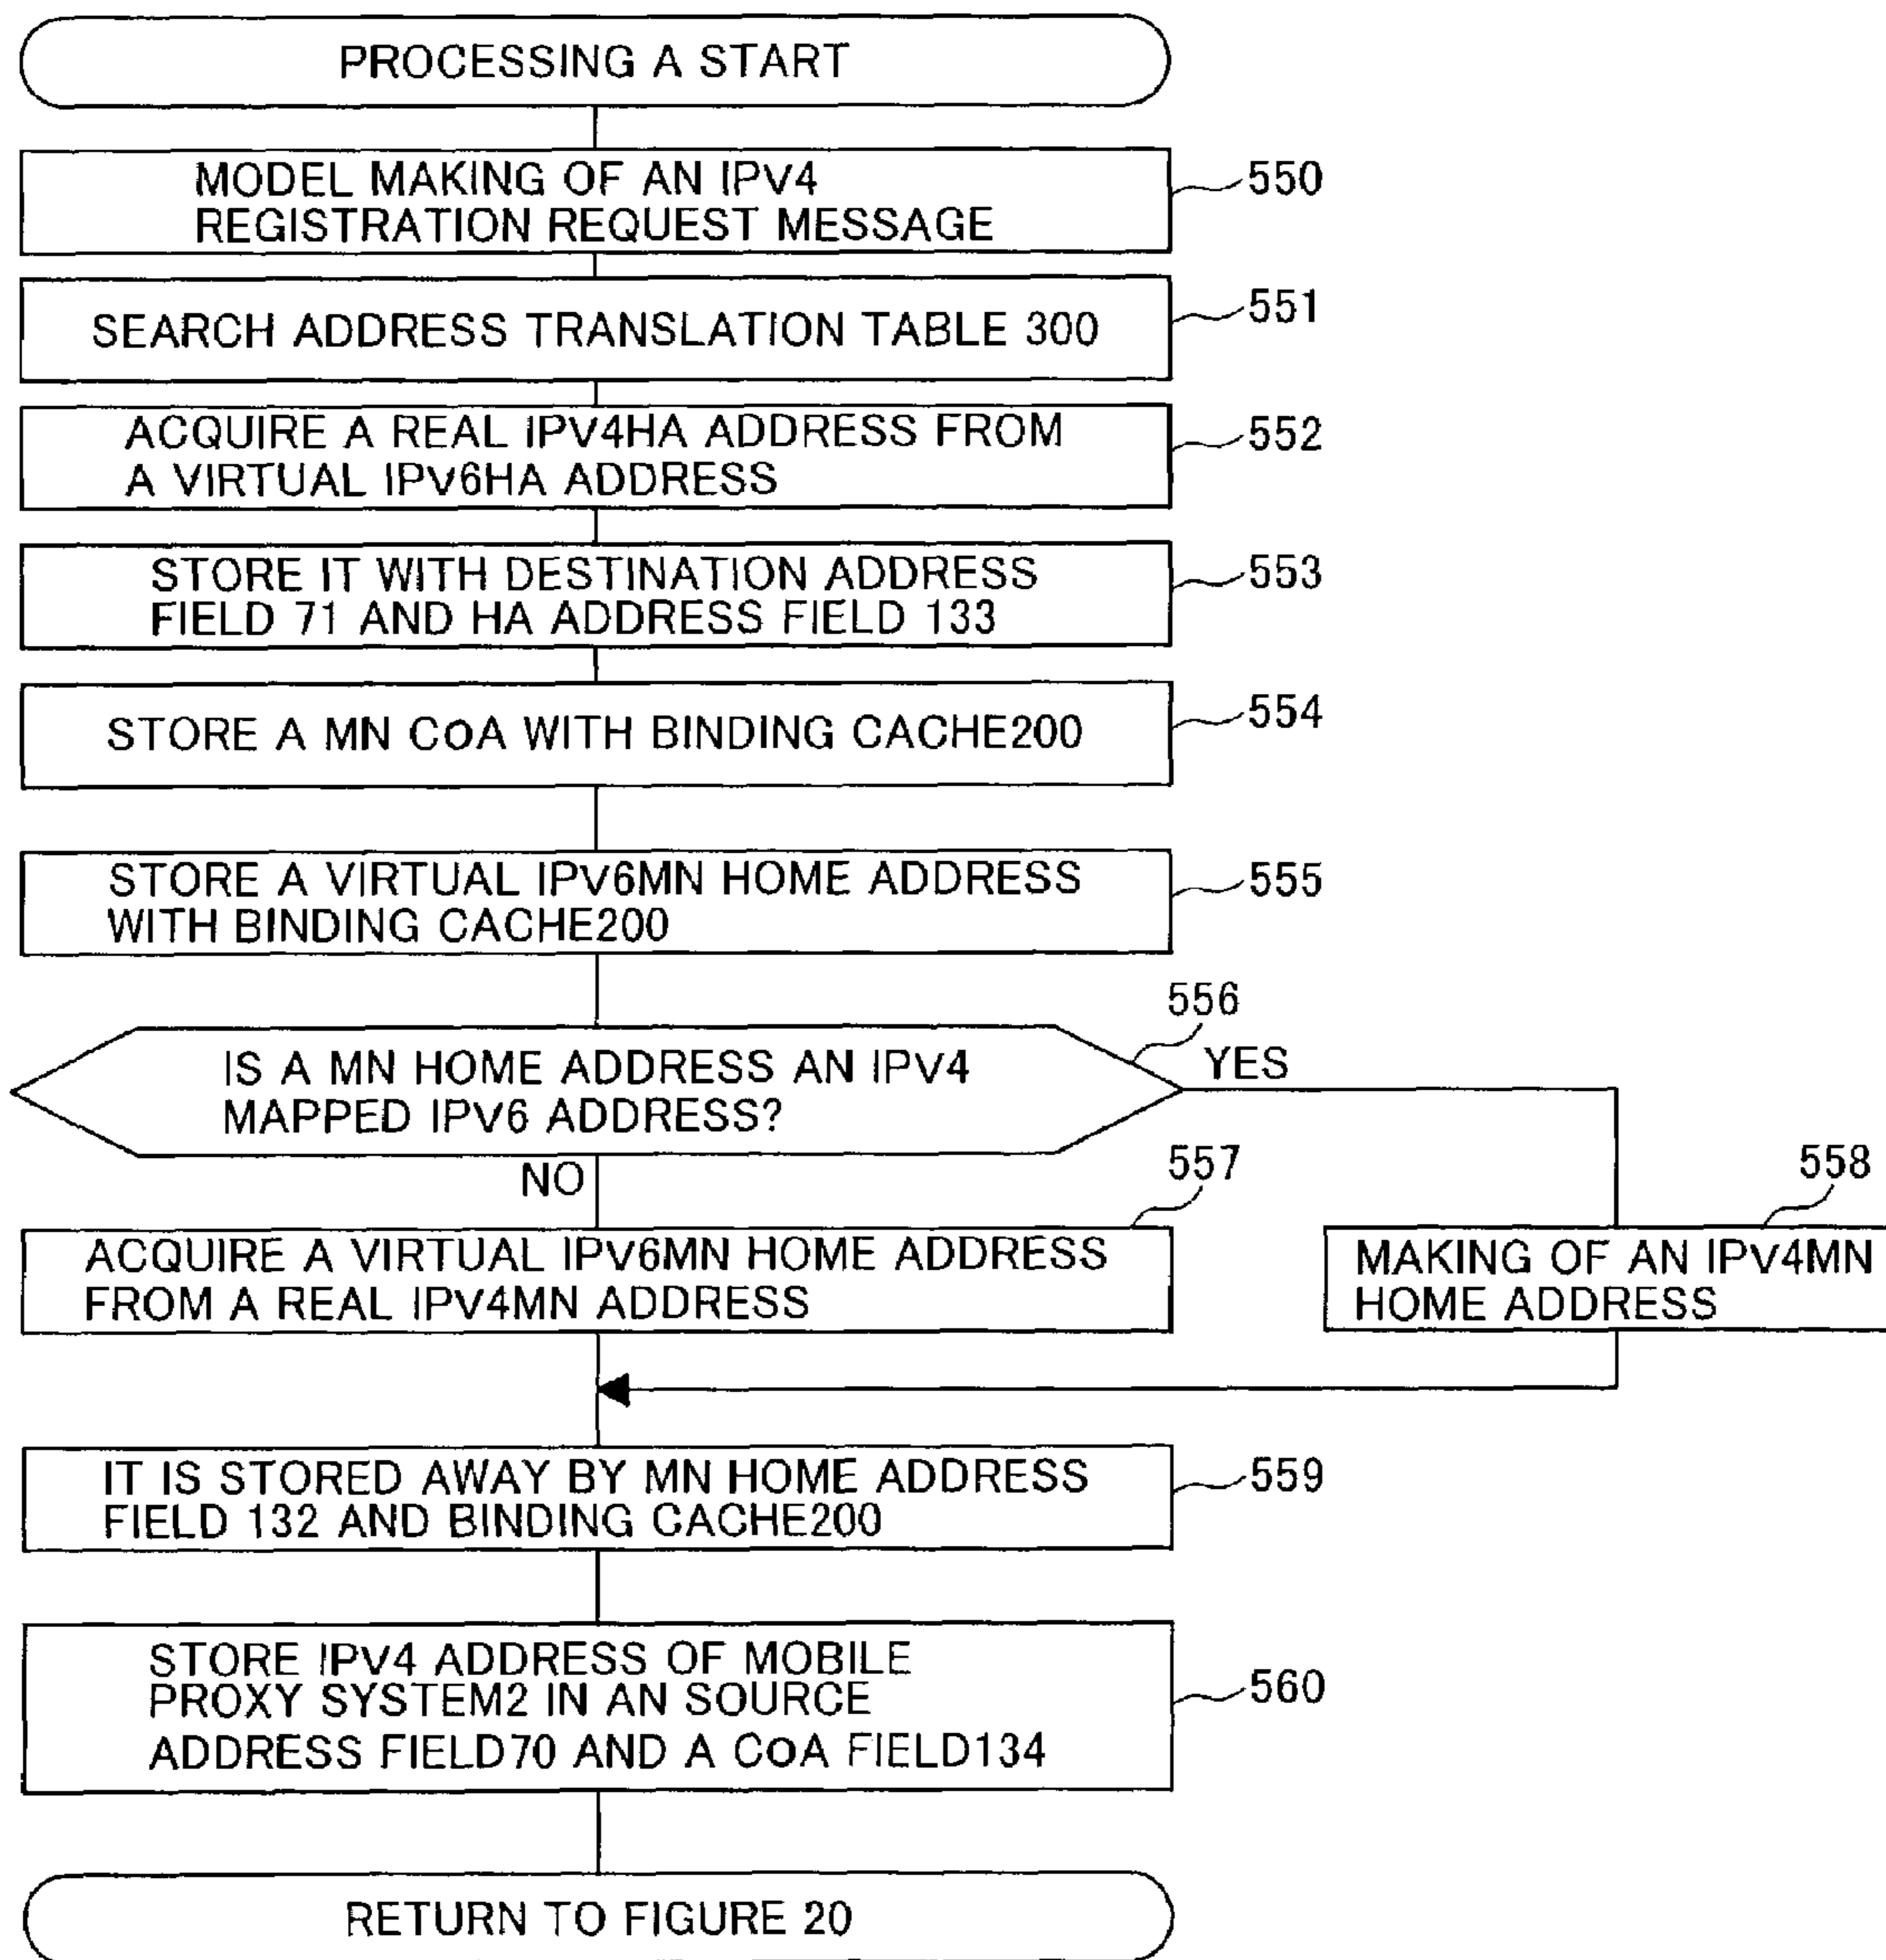 PROCESSING A START
MODEL MAKING OF AN IPV4
REGISTRATION REQUEST MESSAGE
550
SEARCH ADDRESS TRANSLATION TABLE 300
551
ACQUIRE A REAL IPV4HA ADDRESS FROM
A VIRTUAL IPV6HA ADDRESS
552
STORE IT WITH DESTINATION ADDRESS
FIELD 71 AND HA ADDRESS FIELD 133
553
STORE A MN COA WITH BINDING CACHE200
554
STORE A VIRTUAL IPV6MN HOME ADDRESS
WITH BINDING CACHE200
555
556
IS A MN HOME ADDRESS AN IPV4
MAPPED IPV6 ADDRESS?
YES
NO
557
558
ACQUIRE A VIRTUAL IPV6MN HOME ADDRESS
FROM A REAL IPV4MN ADDRESS
MAKING OF AN IPV4MN
HOME ADDRESS
IT IS STORED AWAY BY MN HOME ADDRESS
FIELD 132 AND BINDING CACHE200
559
STORE IPV4 ADDRESS OF MOBILE
PROXY SYSTEM2 IN AN SOURCE
ADDRESS FIELD70 AND A COA FIELD134
560
RETURN TO FIGURE 20